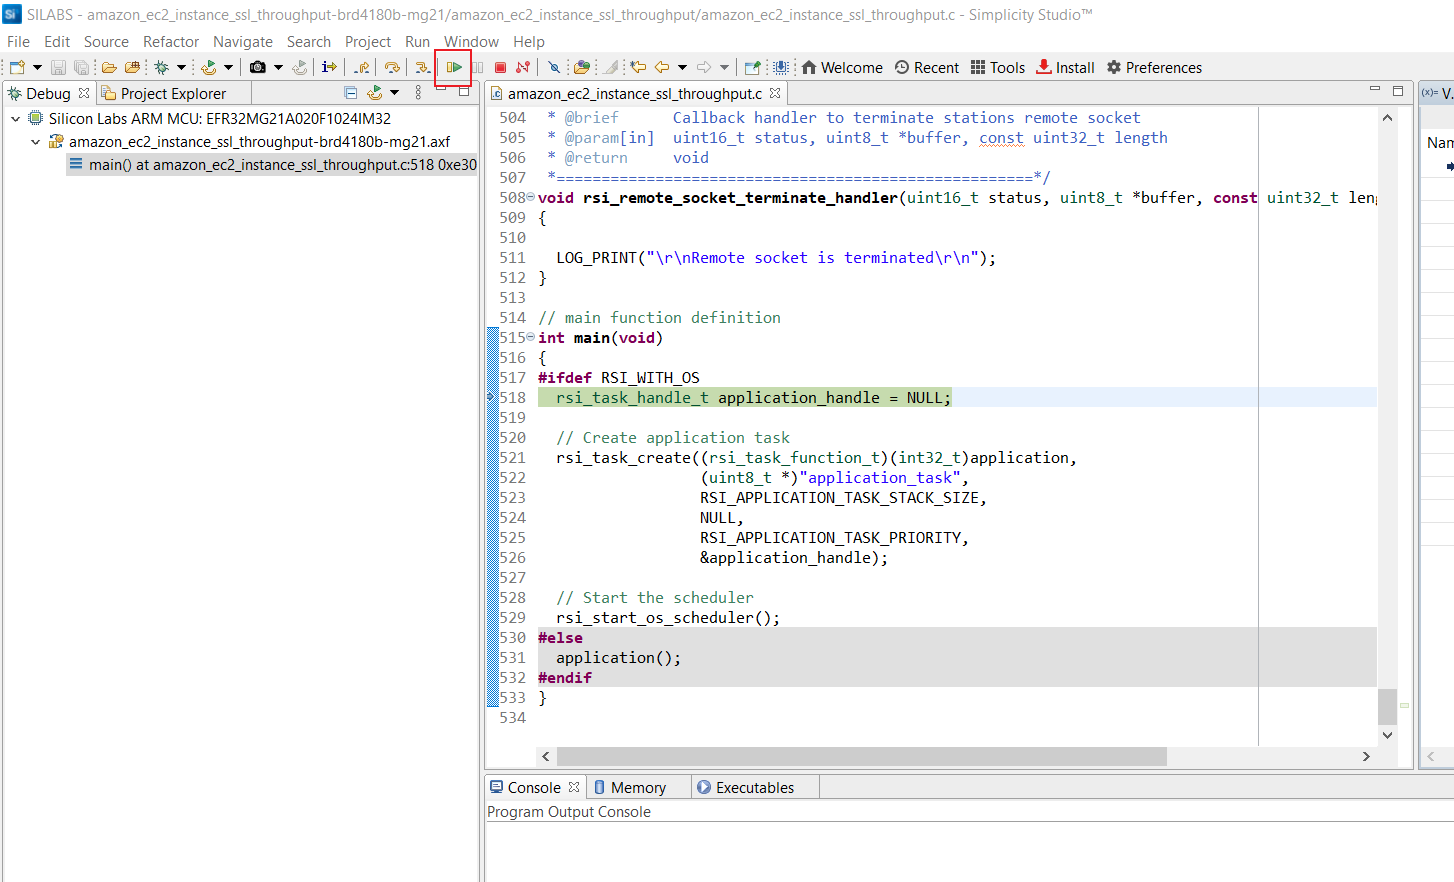 Si SILABS - amazon_ec2_instance_ssl_throughput-brd4180b-mg21/amazon_ec2_instance_ssl_throughput/amazon_ec2_instance_ssl_throughput.c - Simplicity Studio™
File Edit Source Refactor Navigate Search Project Run Window Help
Welcome Recent Tools Install Preferences
Debug Project Explorer
Silicon Labs ARM MCU: EFR32MG21A020F1024IM32
amazon_ec2_instance_ssl_throughput-brd4180b-mg21.axf
main() at amazon_ec2_instance_ssl_throughput.c:518 0xe30
amazon_ec2_instance_ssl_throughput.c
504 * @brief Callback handler to terminate stations remote socket
505 * @param[in] uint16_t status, uint8_t *buffer, const uint32_t length
506 * @return void
507 *=====================================================*/
508 void rsi_remote_socket_terminate_handler(uint16_t status, uint8_t *buffer, const uint32_t len
509 {
510
511 LOG_PRINT("\r\nRemote socket is terminated\r\n");
512 }
513
514 // main function definition
515 int main(void)
516 {
517 #ifdef RSI_WITH_OS
518 rsi_task_handle_t application_handle = NULL;
519
520 // Create application task
521 rsi_task_create((rsi_task_function_t)(int32_t)application,
522 (uint8_t *)"application_task",
523 RSI_APPLICATION_TASK_STACK_SIZE,
524 NULL,
525 RSI_APPLICATION_TASK_PRIORITY,
526 &application_handle);
527
528 // Start the scheduler
529 rsi_start_os_scheduler();
530 #else
531 application();
532 #endif
533 }
534
(x)= V.
Nam
Console Memory Executables
Program Output Console